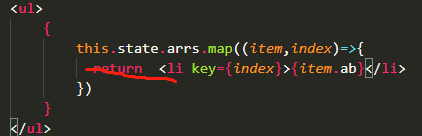 <ul>
{
this.state.arrs.map((item,index)=>{
return <li key={index}>{item.ab}</li>
})
}
</ul>